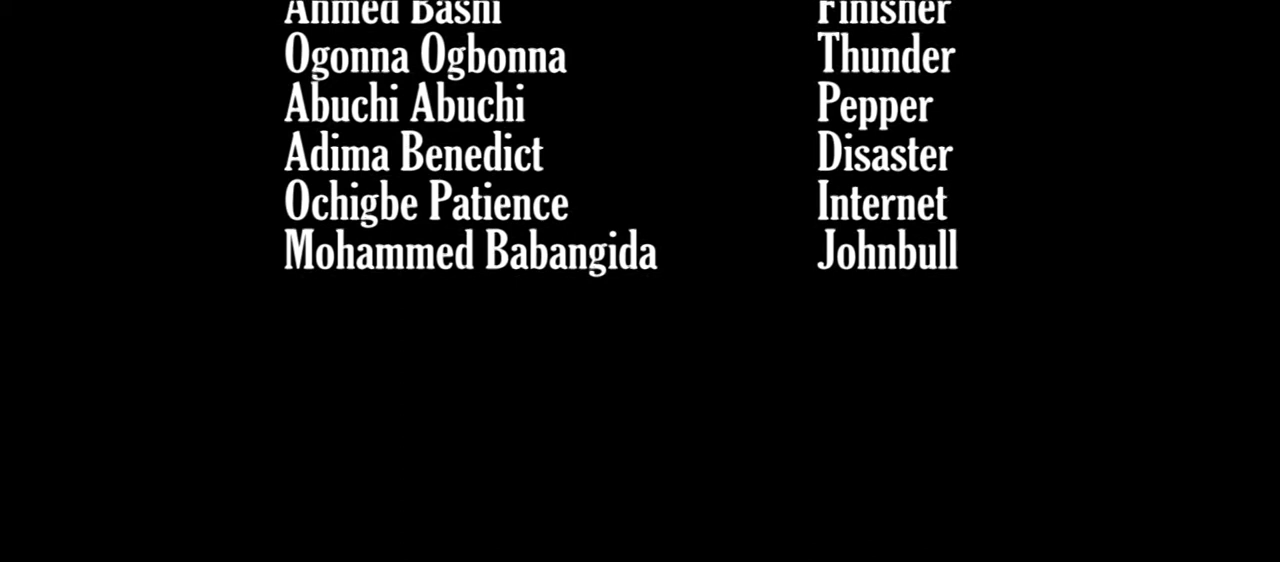 Ahmed Bashi Finisher
Ogonna Ogbonna Thunder
Abuchi Abuchi Pepper
Adima Benedict Disaster
Ochigbe Patience Internet
Mohammed Babangida Johnbull